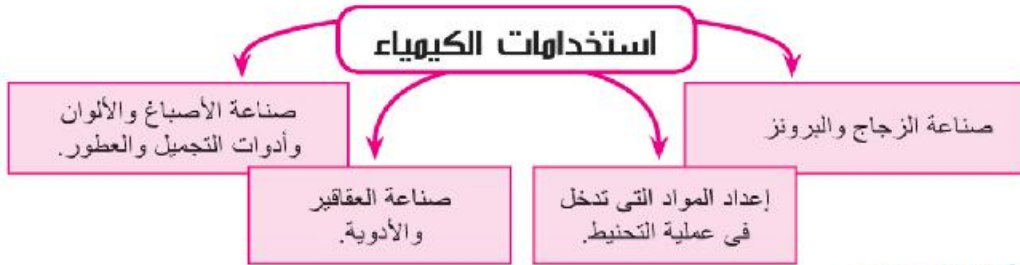 استخدامات الكيمياء
صناعة الزجاج والبرونز
إعداد المواد التى تدخل
فى عملية التحنيط.
صناعة العقاقير
والأدوية.
صناعة الأصباغ والألوان
وأدوات التجميل والعطور.